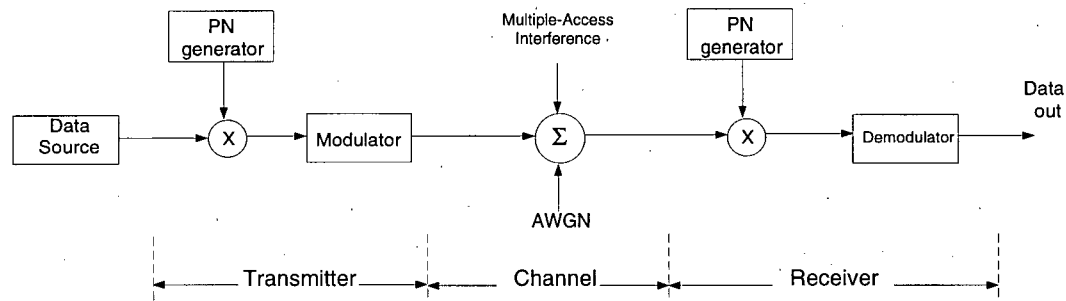 PN
generator
Multiple-Access
Interference
PN
generator
Data
out
Data
Source
X
Modulator
Σ
X
Demodulator
AWGN
Transmitter
Channel
Receiver